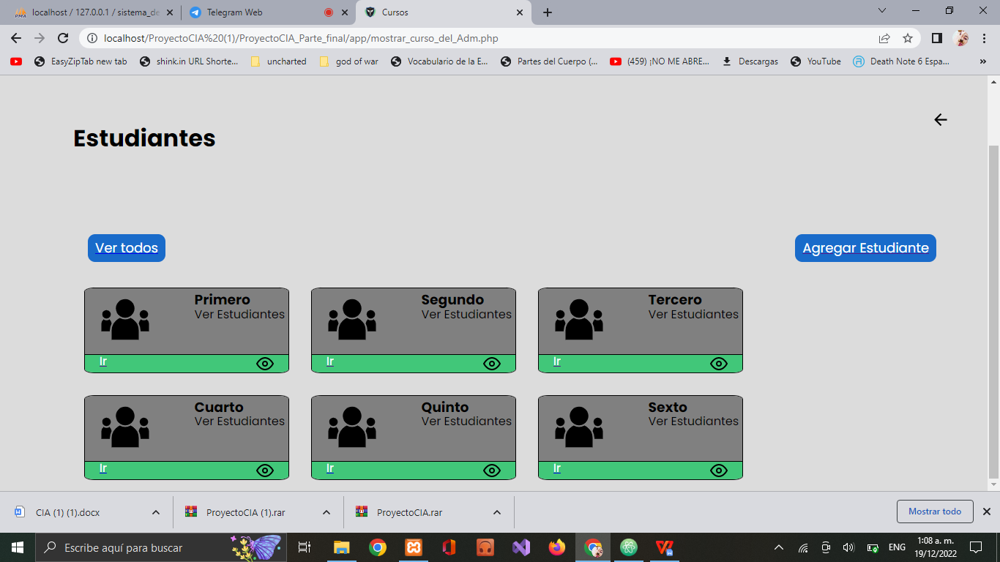 localhost / 127.0.0.1 / sistema_de
Telegram Web
Cursos
localhost/ProyectoCIA%20(1)/ProyectoCIA_Parte_final/app/mostrar_curso_del_Adm.php
EasyZipTab new tab
shink.in URL Shorte...
uncharted
god of war
Vocabulario de la E...
Partes del Cuerpo (...
(459) ¡NO ME ABRE...
Descargas
YouTube
Death Note 6 Espa...
»
Estudiantes
Ver todos
Agregar Estudiante
Primero
Ver Estudiantes
Ir
Segundo
Ver Estudiantes
Ir
Tercero
Ver Estudiantes
Ir
Cuarto
Ver Estudiantes
Ir
Quinto
Ver Estudiantes
Ir
Sexto
Ver Estudiantes
Ir
CIA (1) (1).docx
ProyectoCIA (1).rar
ProyectoCIA.rar
Mostrar todo
Escribe aquí para buscar
ENG
1:08 a. m.
19/12/2022